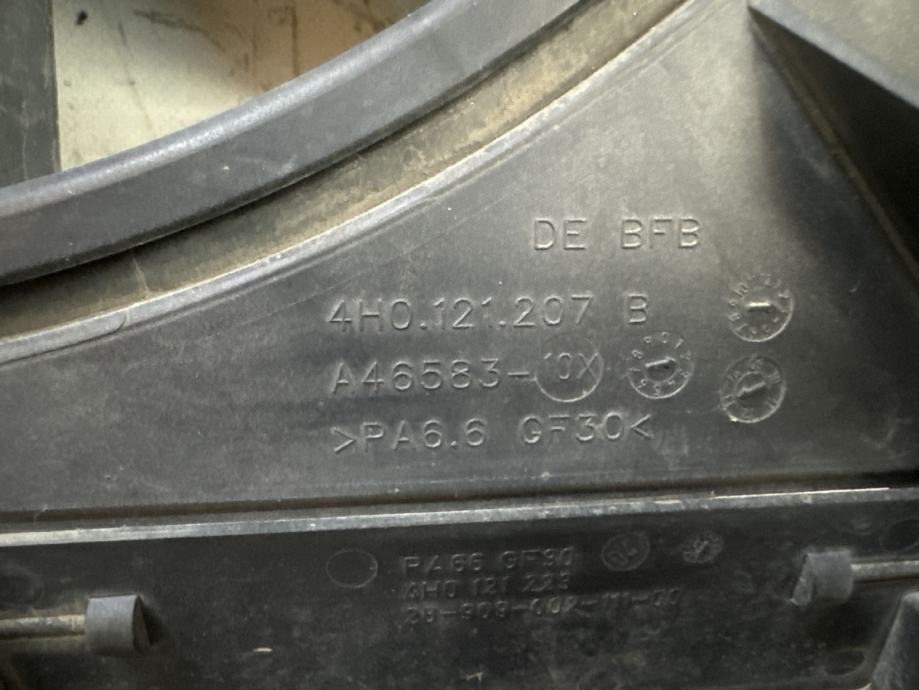 DE BFB
4H0.121.207 B
A46583-10X
>PA6.6 GF30<
PA66 GF30
4H0 121 223